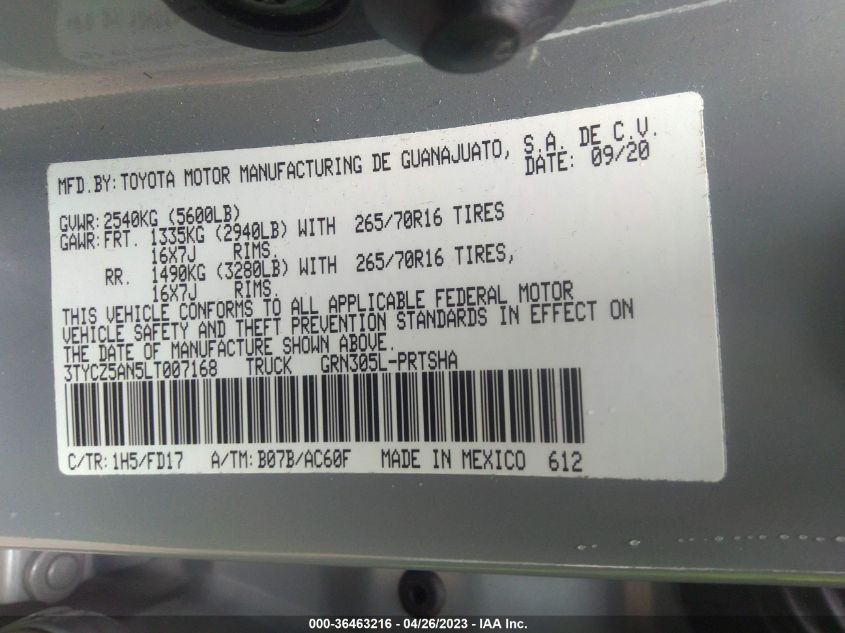 MFD.BY:TOYOTA MOTOR MANUFACTURING DE GUANAJUATO, S.A. DE C.V.
DATE: 09/20
GVWR:2540KG (5600LB)
GAWR:FRT. 1335KG (2940LB) WITH 265/70R16 TIRES
16X7J RIMS.
RR. 1490KG (3280LB) WITH 265/70R16 TIRES,
16X7J RIMS.
THIS VEHICLE CONFORMS TO ALL APPLICABLE FEDERAL MOTOR
VEHICLE SAFETY AND THEFT PREVENTION STANDARDS IN EFFECT ON
THE DATE OF MANUFACTURE SHOWN ABOVE.
3TYCZ5AN5LT007168 TRUCK GRN305L-PRTSHA
C/TR: 1H5/FD17 A/TM: B07B/AC60F MADE IN MEXICO 612
000-36463216 - 04/26/2023 - IAA Inc.